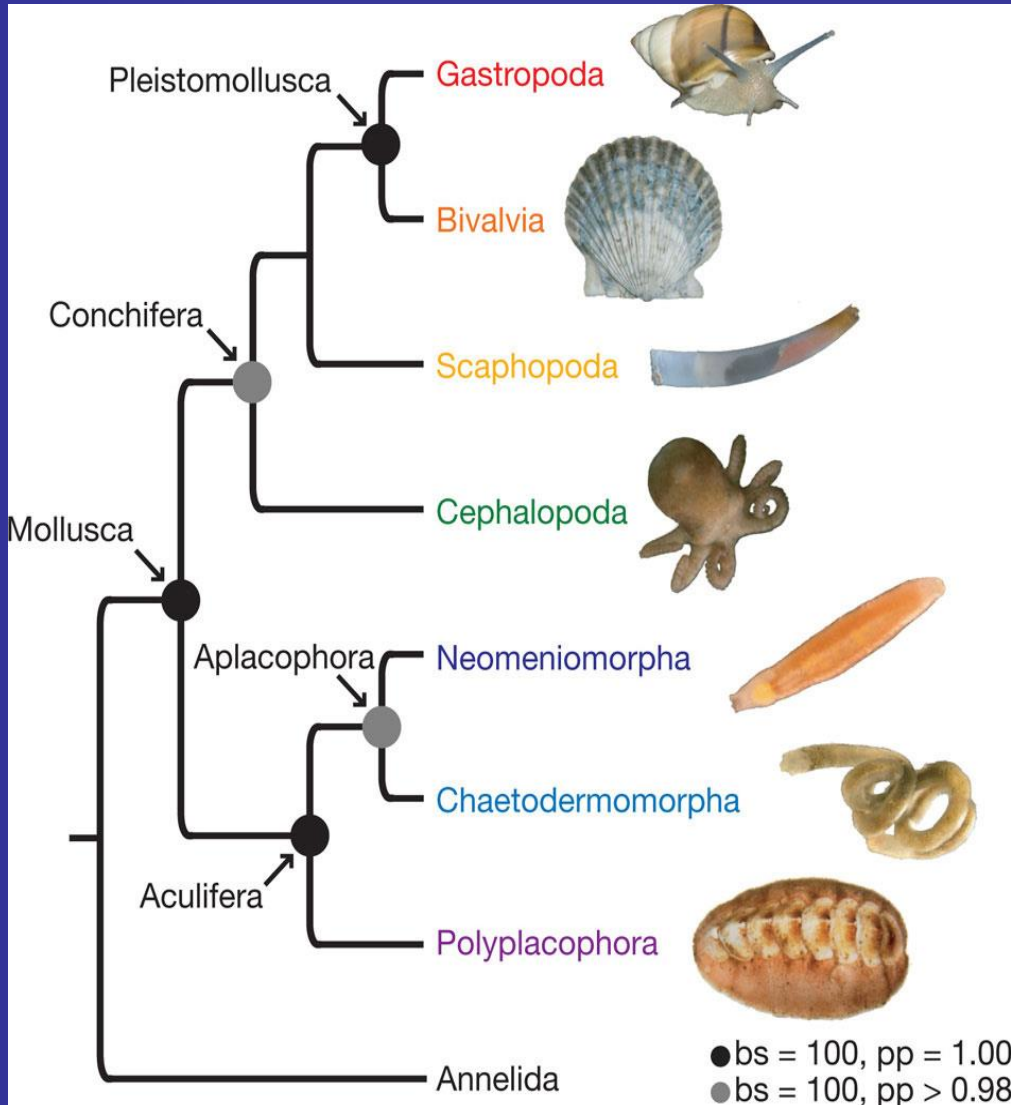 Pleistomollusca
Gastropoda
Bivalvia
Conchifera
Scaphopoda
Cephalopoda
Mollusca
Aplacophora
Neomeniomorpha
Chaetodermomorpha
Aculifera
Polyplacophora
bs = 100, pp = 1.00
Annelida
bs = 100, pp > 0.98